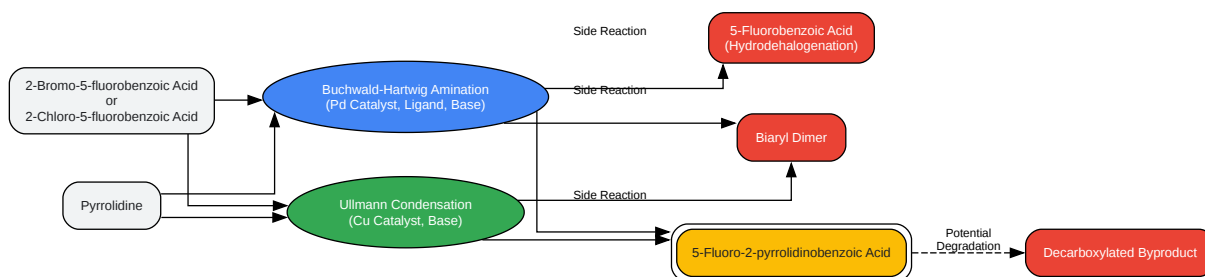 Side Reaction
5-Fluorobenzoic Acid
(Hydrodehalogenation)
2-Bromo-5-fluorobenzoic Acid
or
2-Chloro-5-fluorobenzoic Acid
Buchwald-Hartwig Amination
(Pd Catalyst, Ligand, Base)
Side Reaction
Biaryl Dimer
Pyrrolidine
Ullmann Condensation
(Cu Catalyst, Base)
Side Reaction
5-Fluoro-2-pyrrolidinobenzoic Acid
Potential
Degradation
Decarboxylated Byproduct